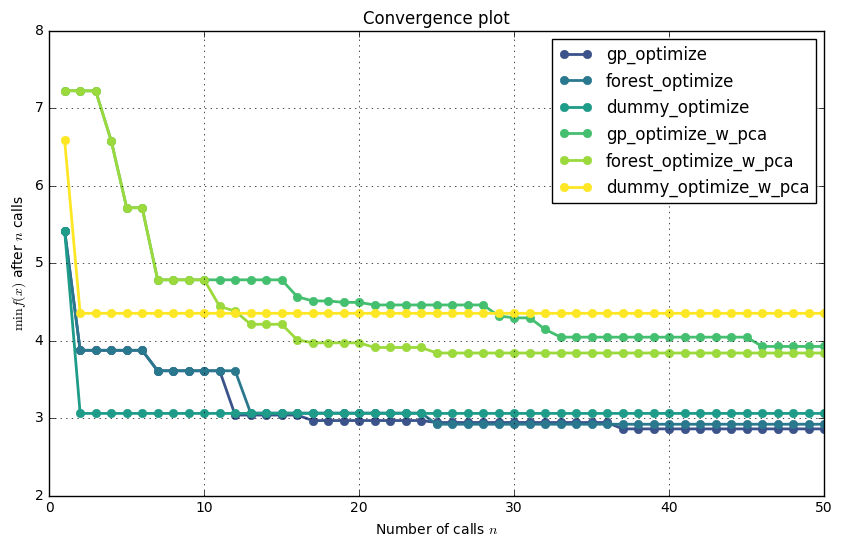 Convergence plot
min f(x) after n calls
8
7
6
5
4
3
2
gp_optimize
forest_optimize
dummy_optimize
gp_optimize_w_pca
forest_optimize_w_pca
dummy_optimize_w_pca
0 10 20 30 40 50
Number of calls n